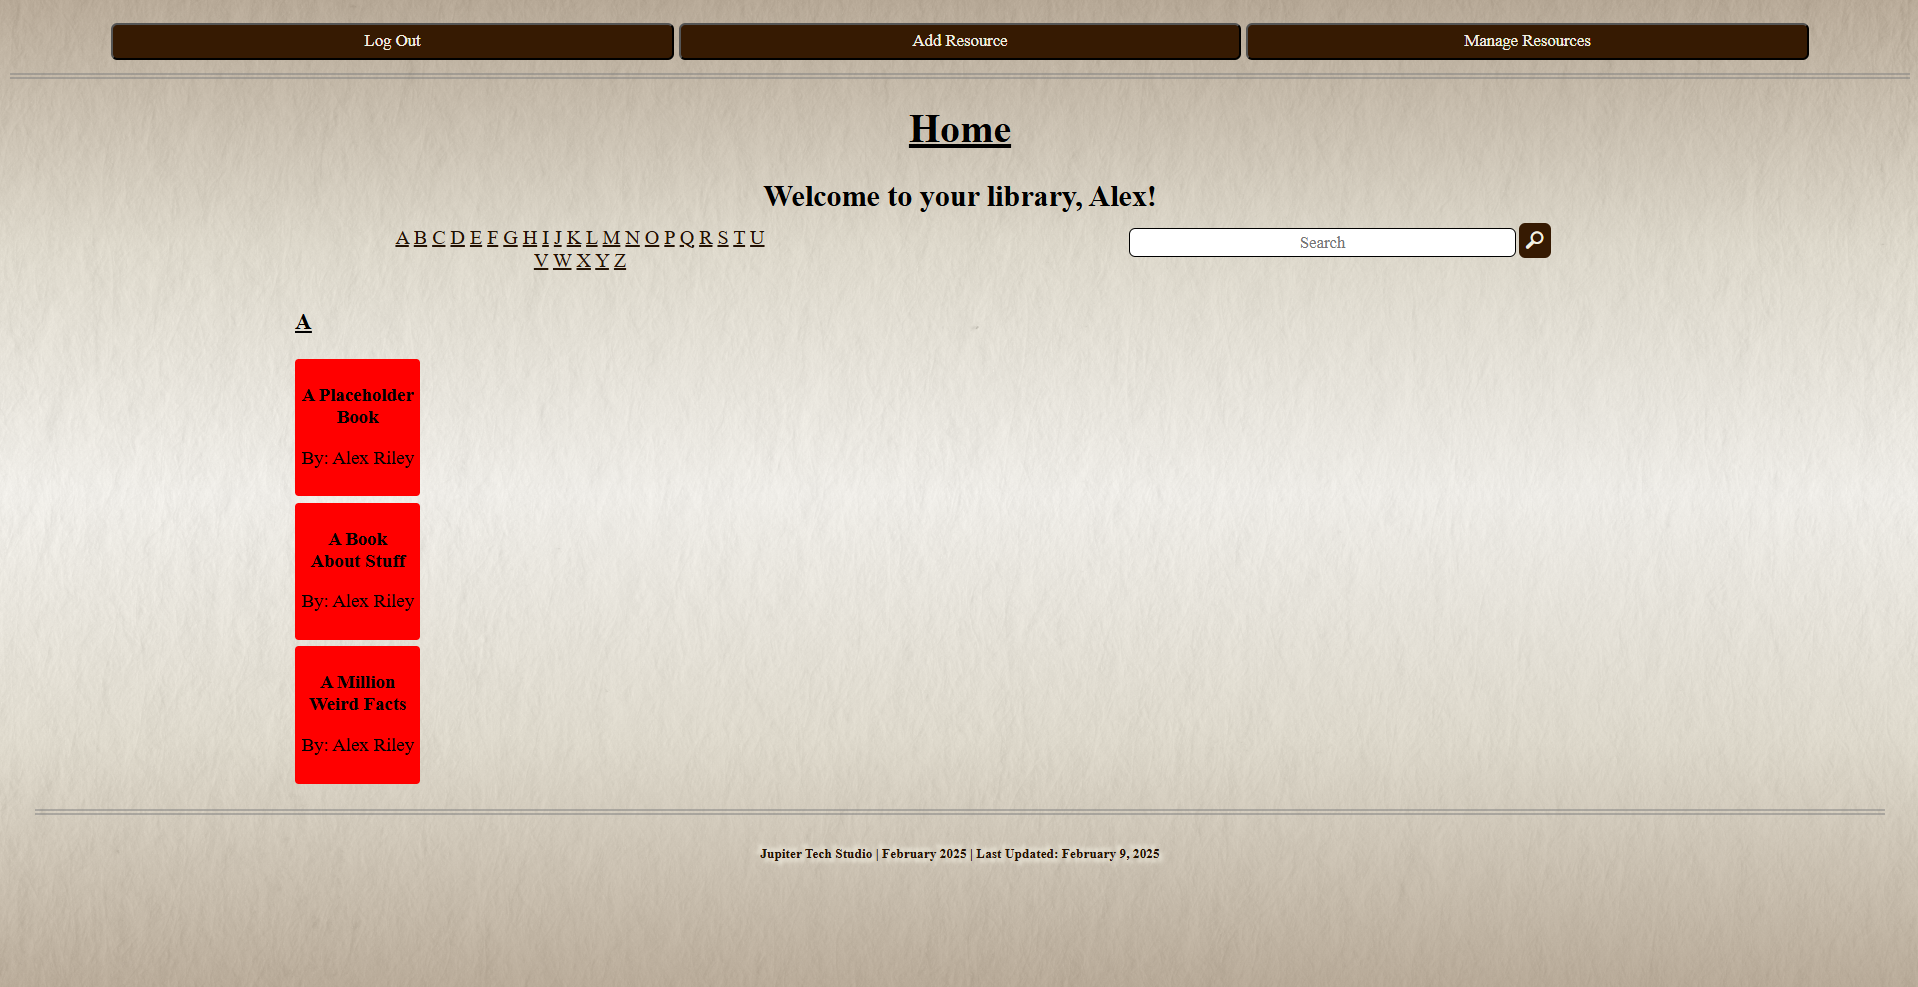 Log Out
Add Resource
Manage Resources
Home
Welcome to your library, Alex!
A B C D E F G H I J K L M N O P Q R S T U
V W X Y Z
Search
A
A Placeholder
Book
By: Alex Riley
A Book
About Stuff
By: Alex Riley
A Million
Weird Facts
By: Alex Riley
Jupiter Tech Studio | February 2025 | Last Updated: February 9, 2025